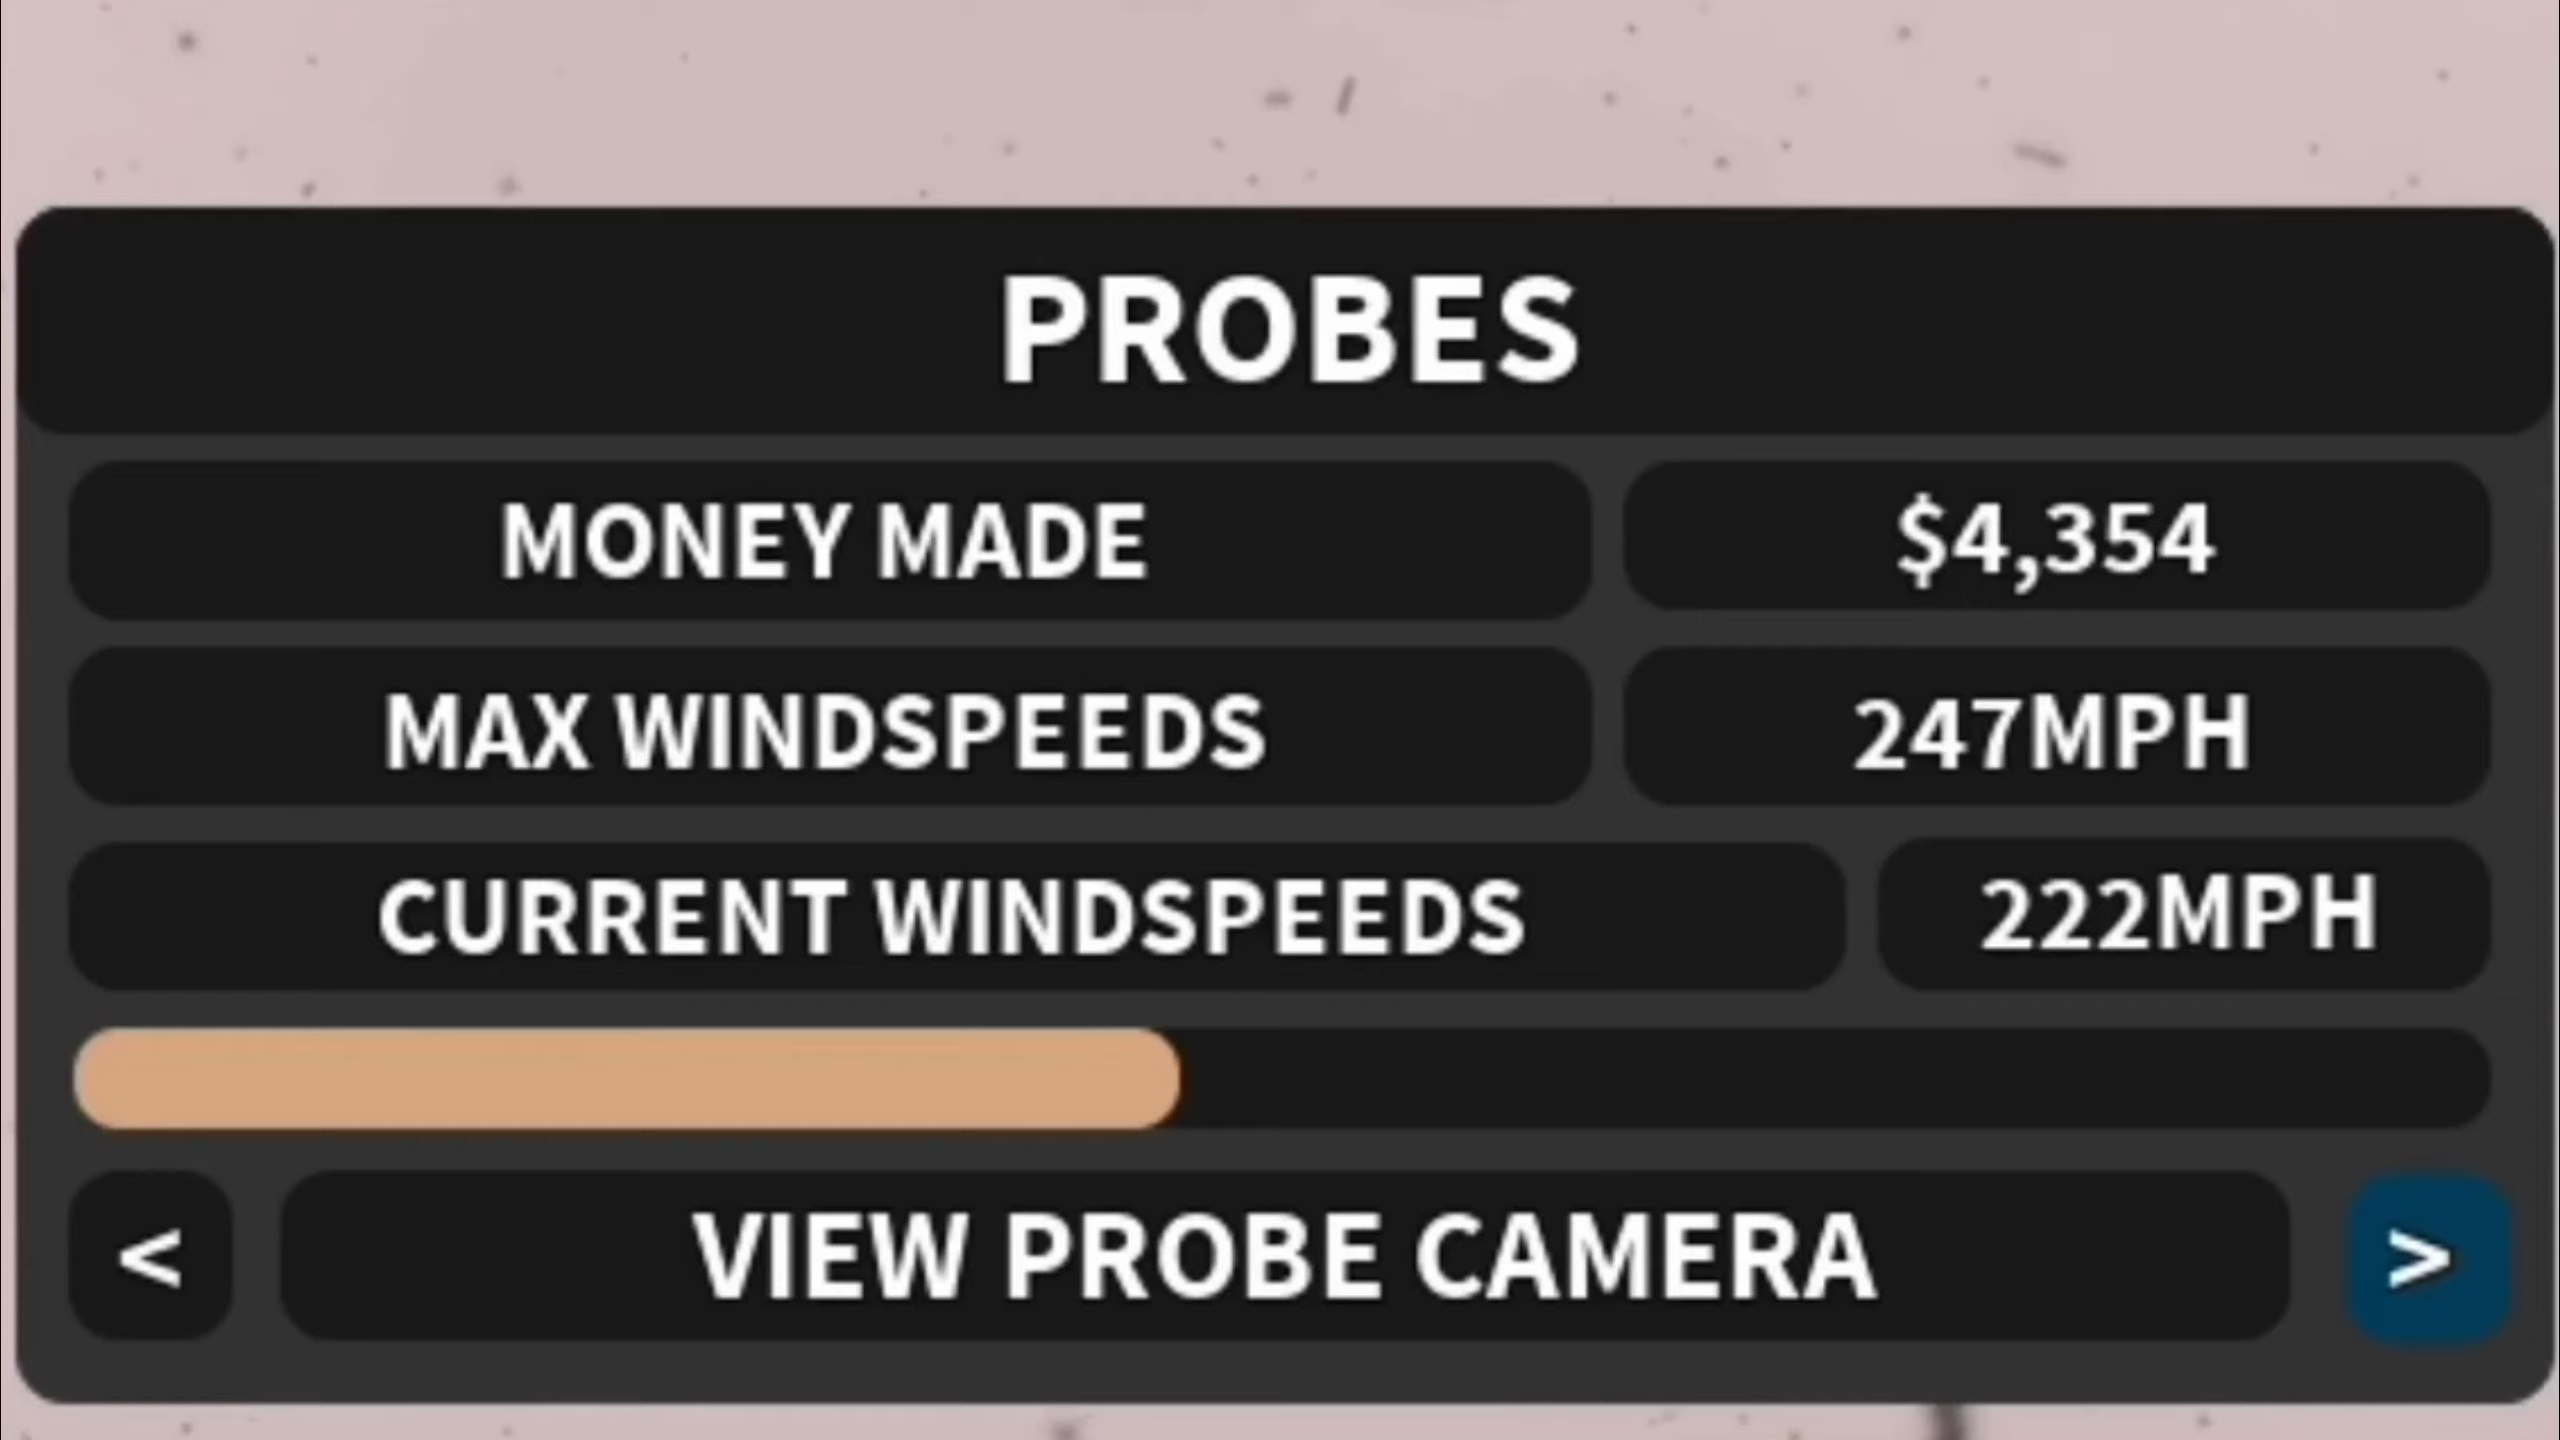 PROBES
MONEY MADE $4,354
MAX WINDSPEEDS 247MPH
CURRENT WINDSPEEDS 222MPH
< VIEW PROBE CAMERA >